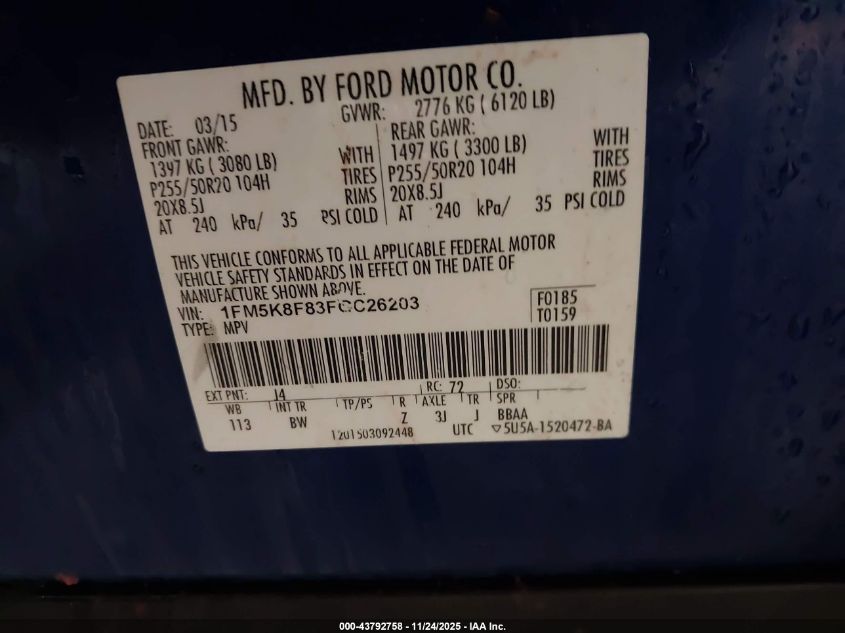 MFD. BY FORD MOTOR CO.
DATE: 03/15 GVWR: 2776 KG ( 6120 LB)
FRONT GAWR: REAR GAWR:
1397 KG ( 3080 LB) WITH 1497 KG ( 3300 LB) WITH
P255/50R20 104H TIRES P255/50R20 104H TIRES
20X8.5J RIMS 20X8.5J RIMS
AT 240 kPa/ 35 PSI COLD AT 240 kPa/ 35 PSI COLD
THIS VEHICLE CONFORMS TO ALL APPLICABLE FEDERAL MOTOR
VEHICLE SAFETY STANDARDS IN EFFECT ON THE DATE OF
MANUFACTURE SHOWN ABOVE.
VIN: 1FM5K8F83FGC26203 F0185
TYPE: MPV T0159
EXT PNT: J4 RC: 72 DSO:
WB INT TR TP/PS R AXLE TR SPR
113 BW Z 3J J BBAA
1201503092448 UTC ▽5U5A-1520472-BA
000-43792758 - 11/24/2025 - IAA Inc.